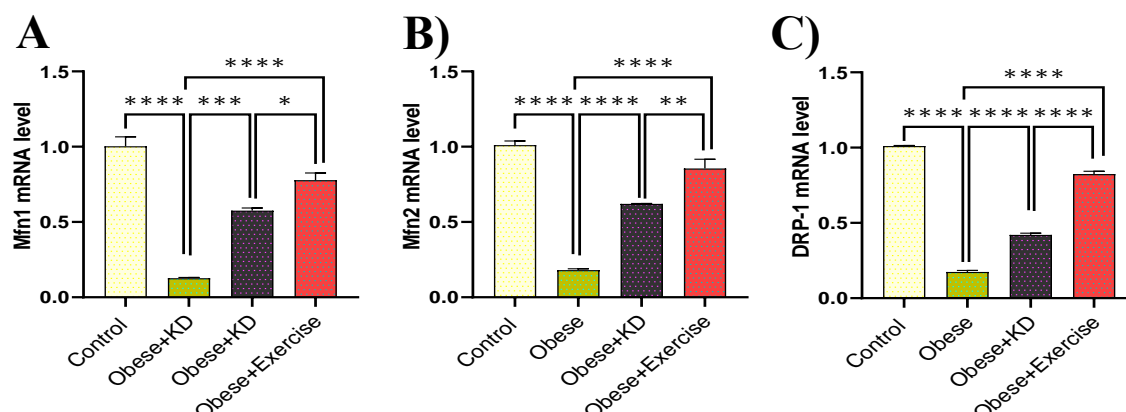 A
Mfn1 mRNA level
1.5
1.0
0.5
0.0
****
**** *** *
Control
Obese+KD
Obese+KD
Obese+Exercise
B)
Mfn2 mRNA level
1.5
1.0
0.5
0.0
****
******** **
Control
Obese
Obese+KD
Obese+Exercise
C)
DRP-1 mRNA level
1.5
1.0
0.5
0.0
****
************
Control
Obese
Obese+KD
Obese+Exercise